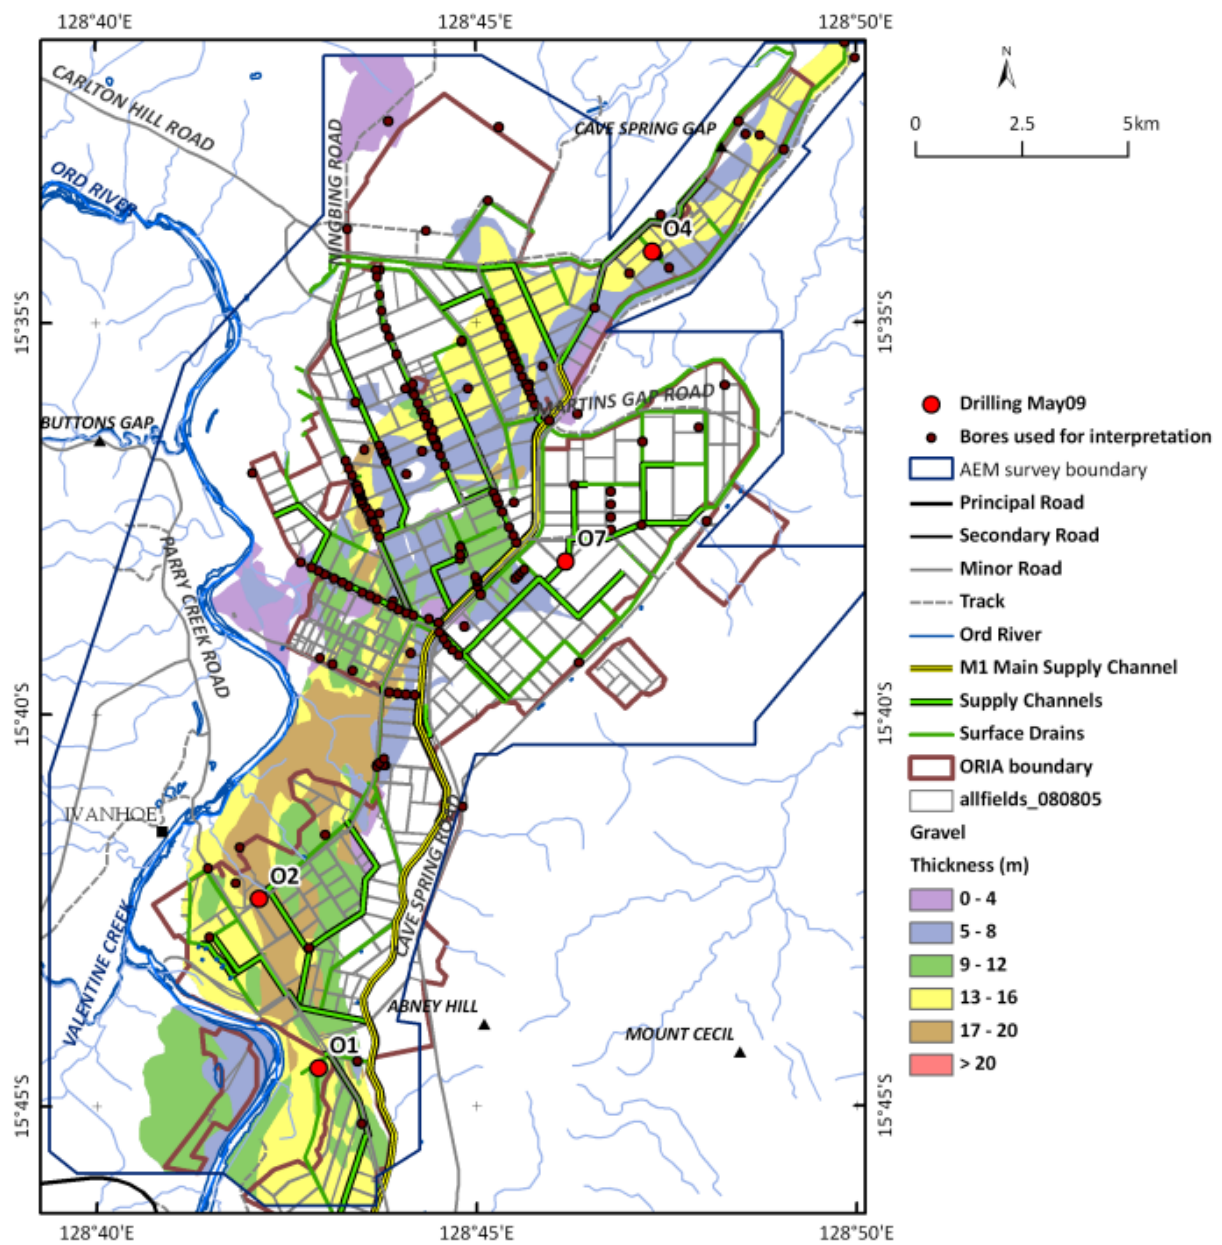 128°40'E 128°45'E 128°50'E
N
0 2.5 5km
CARLTON HILL ROAD
NINGBING ROAD
CAVE SPRING GAP
ORD RIVER
O4
15°35'S 15°35'S
MARTINS GAP ROAD
BUTTONS GAP
O7
PARRY CREEK ROAD
15°40'S 15°40'S
IVANHOE
CAVE SPRING ROAD
O2
VALENTINE CREEK
ABNEY HILL
MOUNT CECIL
O1
15°45'S 15°45'S
128°40'E 128°45'E 128°50'E
Drilling May09
Bores used for interpretation
AEM survey boundary
Principal Road
Secondary Road
Minor Road
Track
Ord River
M1 Main Supply Channel
Supply Channels
Surface Drains
ORIA boundary
allfields_080805
Gravel
Thickness (m)
0 - 4
5 - 8
9 - 12
13 - 16
17 - 20
> 20